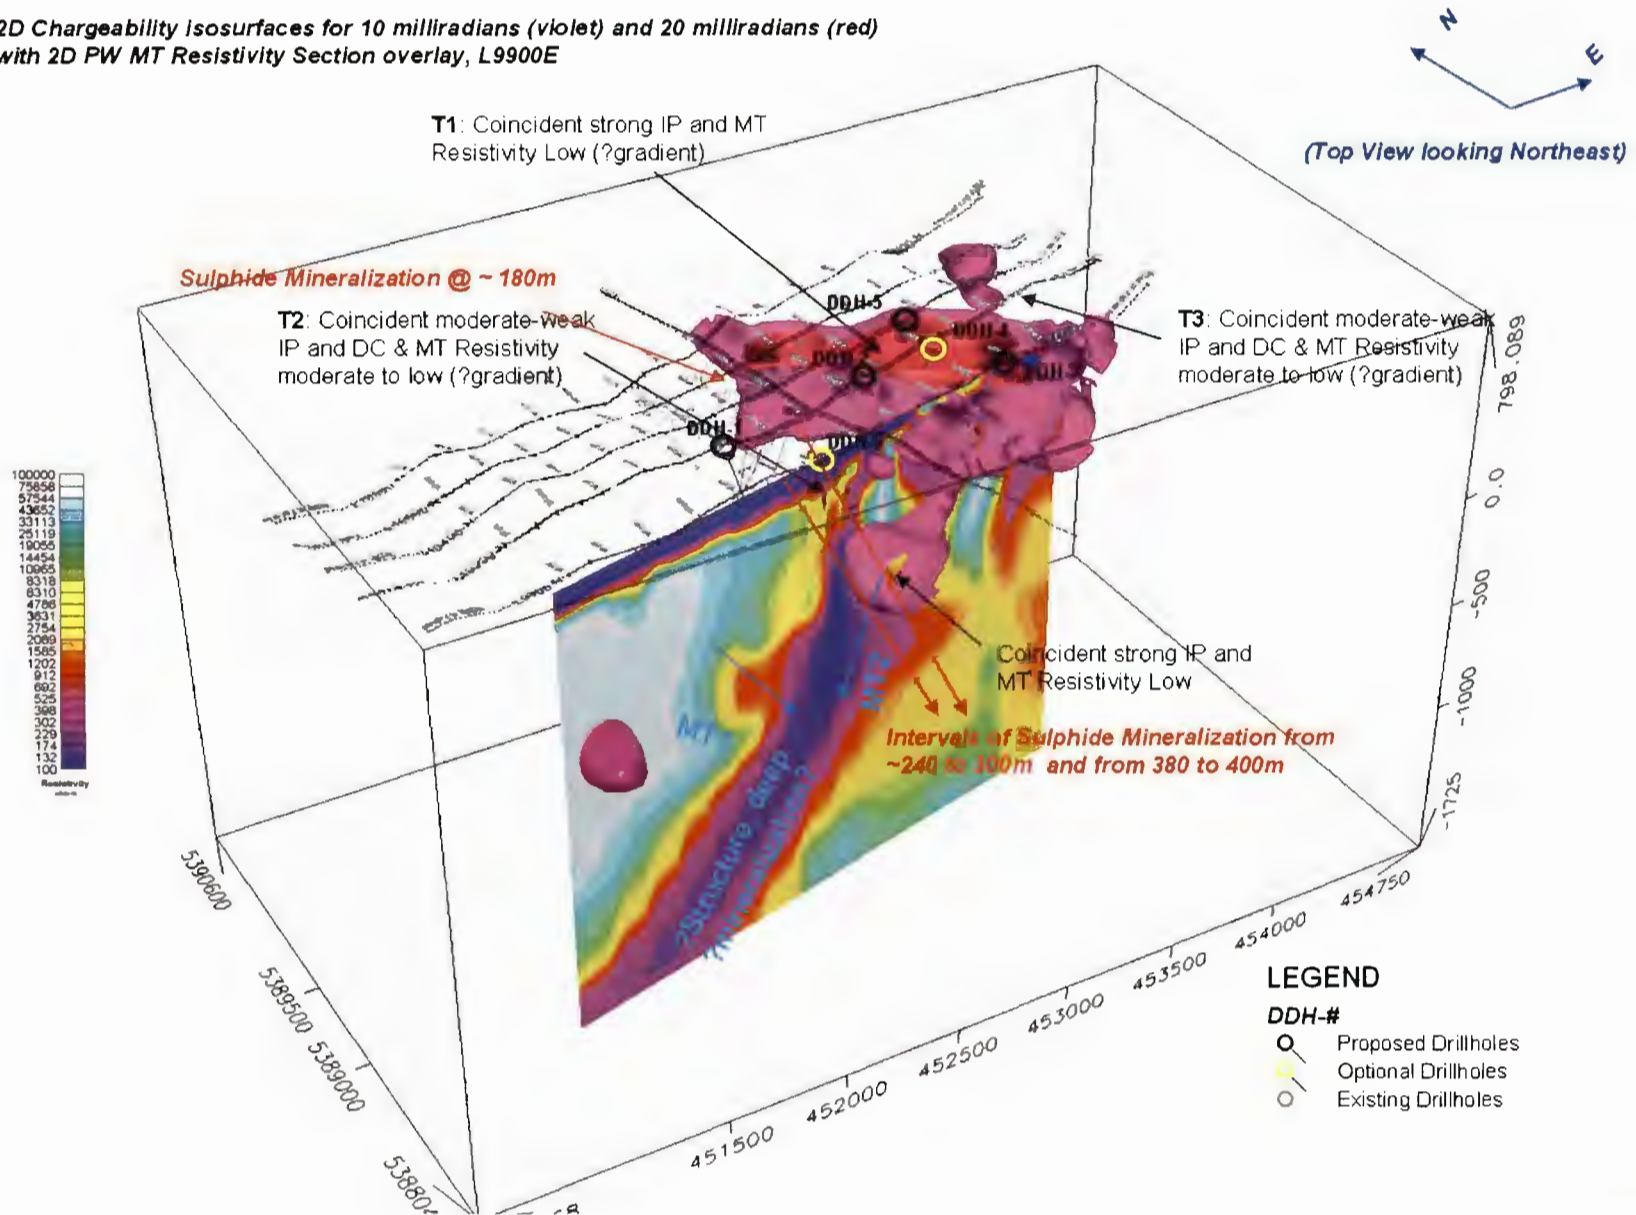 2D Chargeability isosurfaces for 10 milliradians (violet) and 20 milliradians (red)
with 2D PW MT Resistivity Section overlay, L9900E
N
E
(Top View looking Northeast)
T1: Coincident strong IP and MT
Resistivity Low (?gradient)
Sulphide Mineralization @ ~ 180m
T2: Coincident moderate-weak
IP and DC & MT Resistivity
moderate to low (?gradient)
T3: Coincident moderate-weak
IP and DC & MT Resistivity
moderate to low (?gradient)
DDH-5
DDH-4
DDH
DDH-1
798.089
0.0
-500
-1000
-1725
100000
75858
57544
43652
33113
25119
19055
14454
10965
8318
6310
4786
3631
2754
2089
1585
1202
912
692
525
398
302
229
174
132
100
Resistivity
Coincident strong IP and
MT Resistivity Low
Intervals of Sulphide Mineralization from
~240 to 300m and from 380 to 400m
MT2
?Structure deep
?mineralization?
5390600
5389500
5389000
451500
452000
452500
453000
453500
454000
454750
LEGEND
DDH-#
Proposed Drillholes
Optional Drillholes
Existing Drillholes